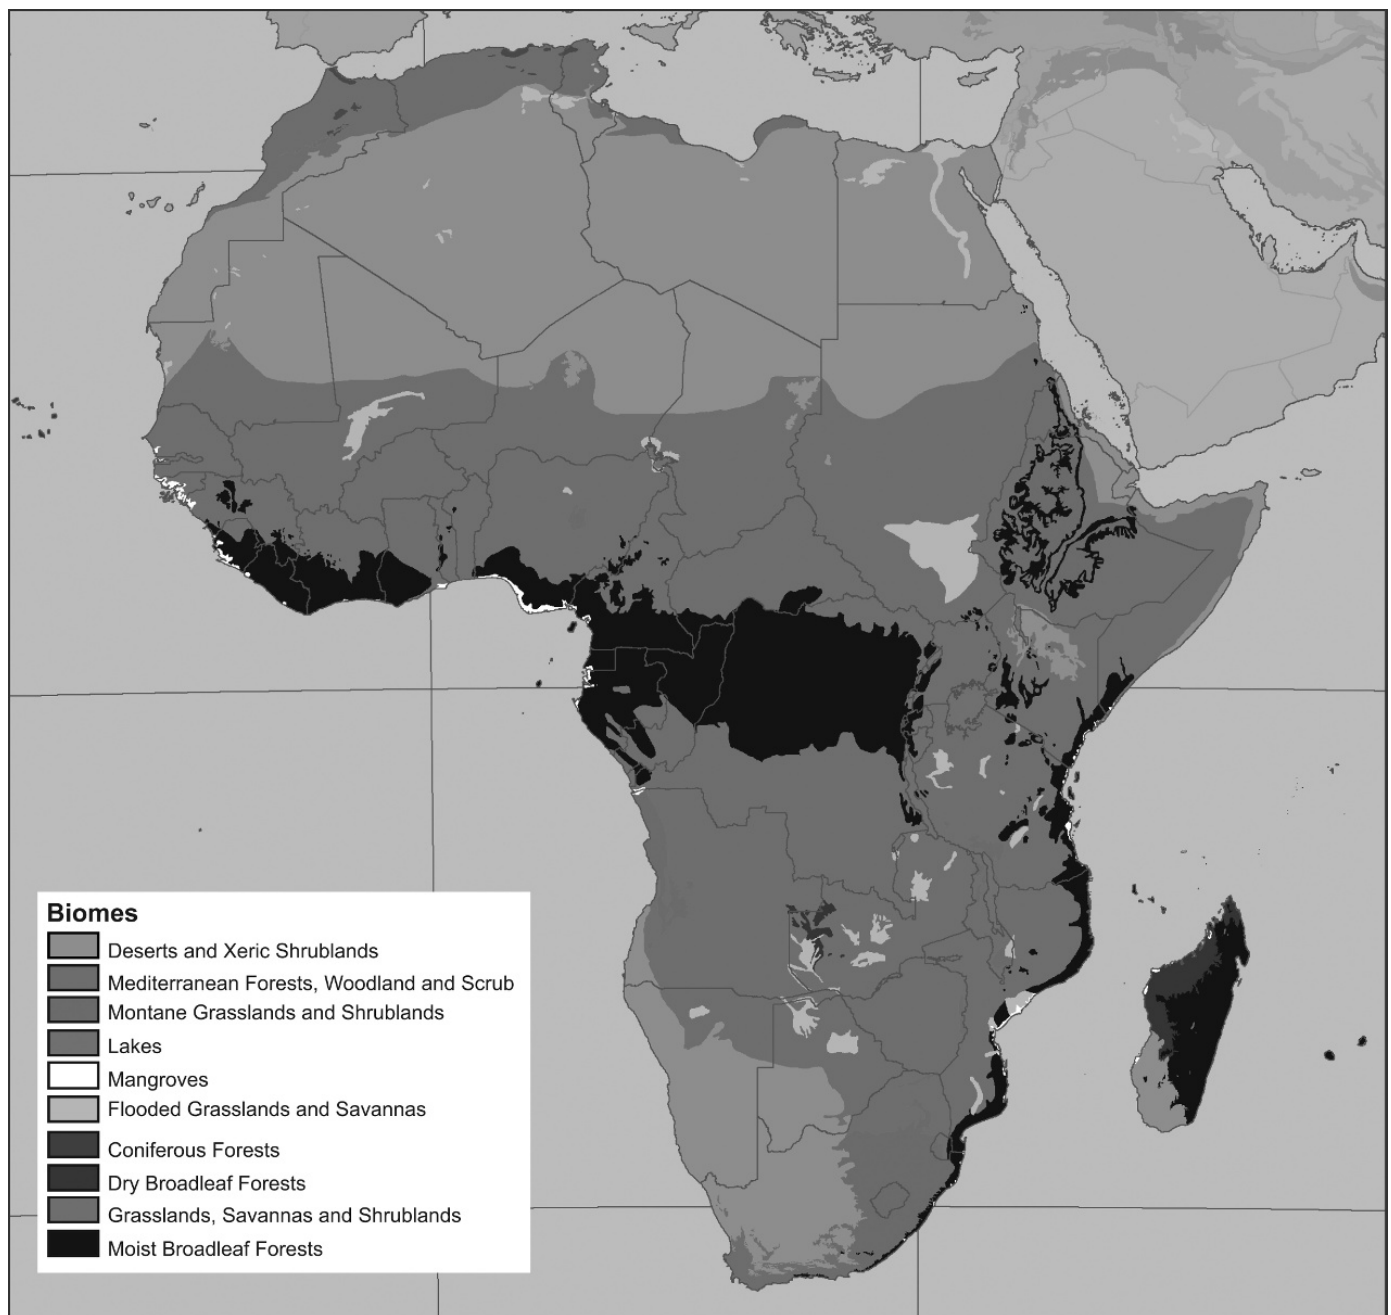 Biomes
Deserts and Xeric Shrublands
Mediterranean Forests, Woodland and Scrub
Montane Grasslands and Shrublands
Lakes
Mangroves
Flooded Grasslands and Savannas
Coniferous Forests
Dry Broadleaf Forests
Grasslands, Savannas and Shrublands
Moist Broadleaf Forests